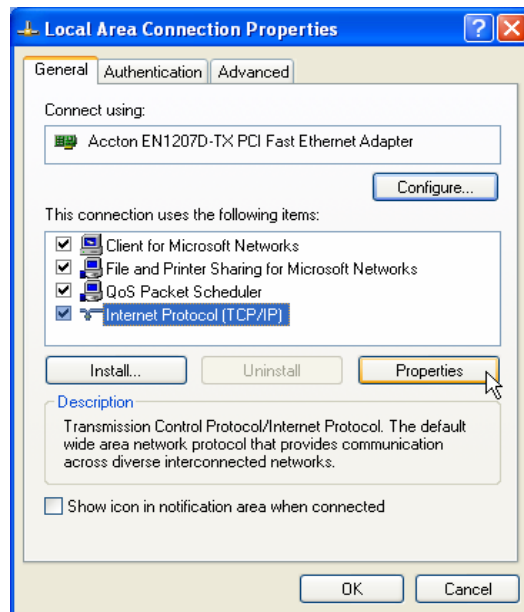 Local Area Connection Properties
General Authentication Advanced
Connect using:
Accton EN1207D-TX PCI Fast Ethernet Adapter
Configure...
This connection uses the following items:
Client for Microsoft Networks
File and Printer Sharing for Microsoft Networks
QoS Packet Scheduler
Internet Protocol (TCP/IP)
Install... Uninstall Properties
Description
Transmission Control Protocol/Internet Protocol. The default
wide area network protocol that provides communication
across diverse interconnected networks.
Show icon in notification area when connected
OK Cancel